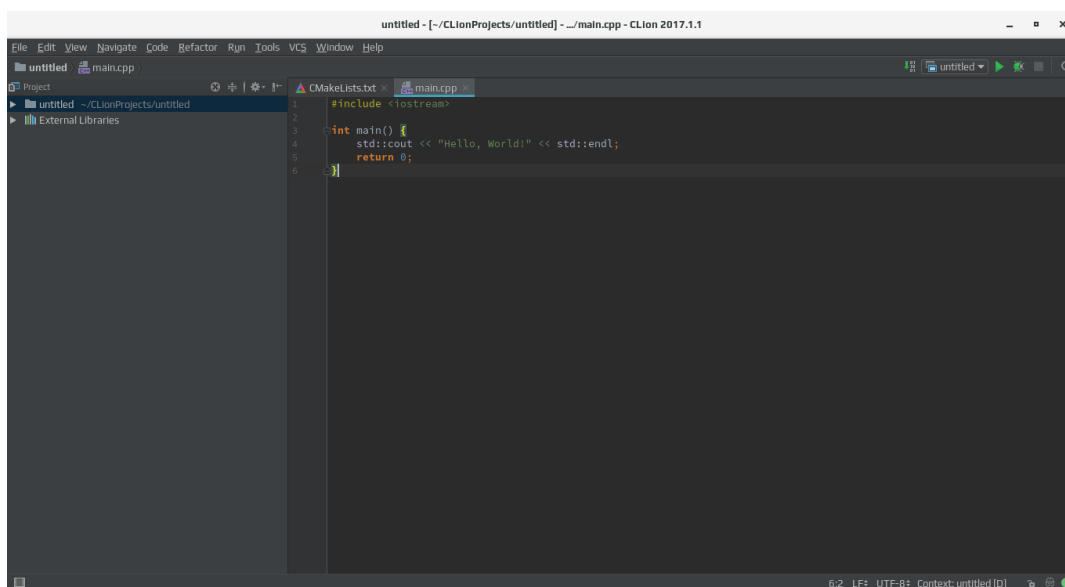 untitled - [~/CLionProjects/untitled] - .../main.cpp - CLion 2017.1.1
File Edit View Navigate Code Refactor Run Tools VCS Window Help
untitled main.cpp untitled
Project CMakeLists.txt main.cpp
untitled ~/CLionProjects/untitled
External Libraries
1 #include <iostream>
2
3 int main() {
4 std::cout << "Hello, World!" << std::endl;
5 return 0;
6 }
6:2 LF÷ UTF-8÷ Context: untitled [D]